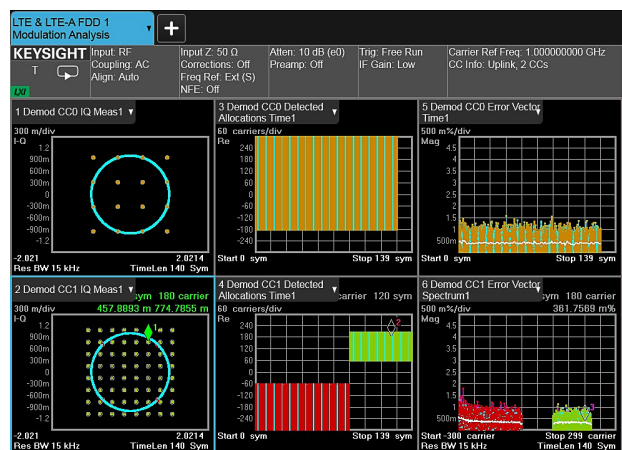 LTE & LTE-A FDD 1
Modulation Analysis
KEYSIGHT
T
LXI
Input: RF
Coupling: AC
Align: Auto
Input Z: 50 Ω
Corrections: Off
Freq Ref: Ext (S)
NFE: Off
Atten: 10 dB (e0)
Preamp: Off
Trig: Free Run
IF Gain: Low
Carrier Ref Freq: 1.000000000 GHz
CC Info: Uplink, 2 CCs
1 Demod CC0 IQ Meas1
300 m/div
I-Q
1.2
900m
600m
300m
0
-300m
-600m
-900m
-1.2
-2.021
2.0214
Res BW 15 kHz
TimeLen 140 Sym
3 Demod CC0 Detected
Allocations Time1
60 carriers/div
Re
240
180
120
60
0
-60
-120
-180
-240
Start 0 sym
Stop 139 sym
5 Demod CC0 Error Vector
Time1
500 m%/div
Mag
4.5
4
3.5
3
2.5
2
1.5
500m
Start 0 sym
Stop 139 sym
2 Demod CC1 IQ Meas1
sym 180 carrier
300 m/div
457.8893 m 774.7855 m
I-Q
1.2
900m
600m
300m
0
-300m
-600m
-900m
-1.2
1
-2.021
2.0214
Res BW 15 kHz
TimeLen 140 Sym
4 Demod CC1 Detected
Allocations Time1
carrier 120 sym
60 carriers/div
Re
240
180
120
60
0
-60
-120
-180
-240
2
Start 0 sym
Stop 139 sym
6 Demod CC1 Error Vector
Spectrum1
sym 180 carrier
500 m%/div
361.7569 m%
Mag
4.5
4
3.5
3
2.5
2
1.5
500m
3
Start -300 carrier
Stop 299 carrier
Res BW 15 kHz
TimeLen 140 Sym